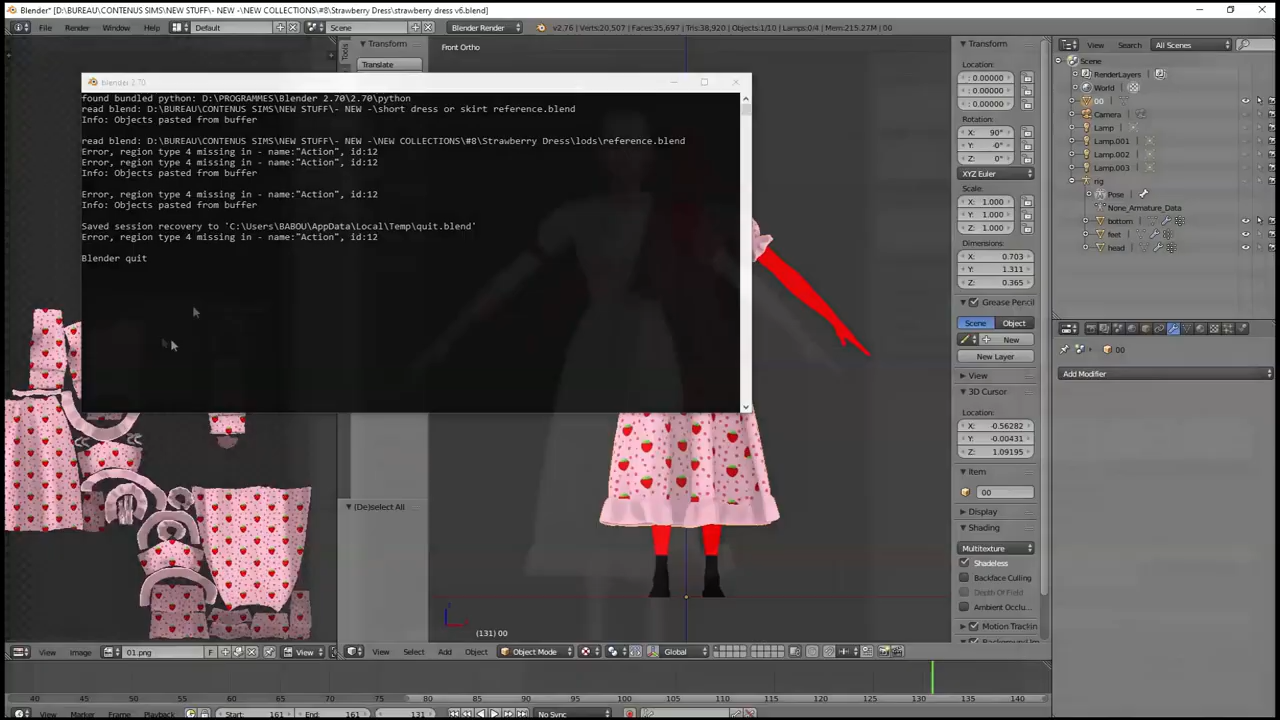 Blender* [D:\BUREAU\CONTENUS SIMS\NEW STUFF\- NEW -\NEW COLLECTIONS\#8\Strawberry Dress\strawberry dress v6.blend]
File Render Window Help Default Scene Blender Render v2.76 | Verts:20,507 | Faces:35,697 | Tris:38,920 | Objects:1/10 | Lamps:0/4 | Mem:215.27M | 00
Tools
Transform
Translate
Front Ortho
blender 2.70
found bundled python: D:\PROGRAMMES\Blender 2.70\2.70\python
read blend: D:\BUREAU\CONTENUS SIMS\NEW STUFF\- NEW -\short dress or skirt reference.blend
Info: Objects pasted from buffer
read blend: D:\BUREAU\CONTENUS SIMS\NEW STUFF\- NEW -\NEW COLLECTIONS\#8\Strawberry Dress\lods\reference.blend
Error, region type 4 missing in - name:"Action", id:12
Error, region type 4 missing in - name:"Action", id:12
Info: Objects pasted from buffer
Error, region type 4 missing in - name:"Action", id:12
Info: Objects pasted from buffer
Saved session recovery to 'C:\Users\BABOU\AppData\Local\Temp\quit.blend'
Error, region type 4 missing in - name:"Action", id:12
Blender quit
(De)select All
(131) 00
Transform
Location:
: 0.00000
: 0.00000
: 0.00000
Rotation:
X: 90°
Y: -0°
Z: 0°
XYZ Euler
Scale:
X: 1.000
Y: 1.000
Z: 1.000
Dimensions:
X: 0.703
Y: 1.311
Z: 0.365
Grease Pencil
Scene Object
New
New Layer
View
3D Cursor
Location:
X: -0.56282
Y: -0.00431
Z: 1.09195
Item
00
Display
Shading
Multitexture
Shadeless
Backface Culling
Depth Of Field
Ambient Occlu...
Motion Trackin
View Search All Scenes
Scene
RenderLayers
World
00
Camera
Lamp
Lamp.001
Lamp.002
Lamp.003
rig
Pose
None_Armature_Data
bottom
feet
head
00
Add Modifier
Image 01.png F View
View Select Add Object Object Mode Global
40 45 50 55 60 65 70 75 80 85 90 95 100 105 110 115 120 125 130 135 140
View Marker Frame Playback Start: 161 End: 161 131 No Sync